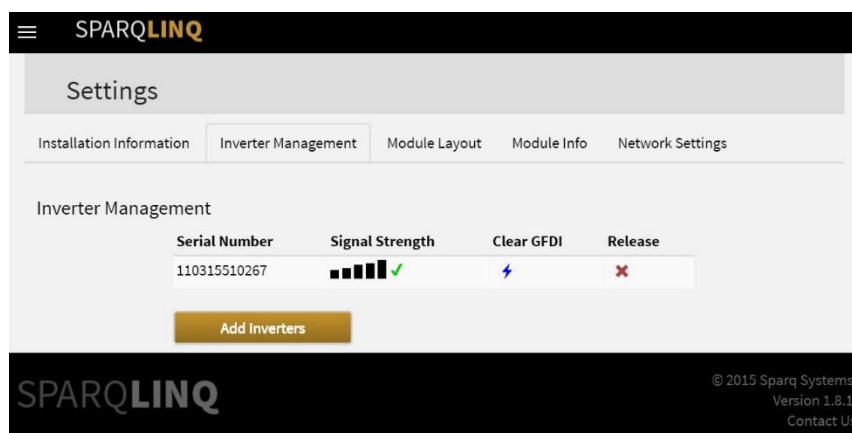 SPARQLINQ
Settings
Installation Information Inverter Management Module Layout Module Info Network Settings
Inverter Management
Serial Number Signal Strength Clear GFDI Release
110315510267
Add Inverters
SPARQLINQ
© 2015 Sparq Systems
Version 1.8.1
Contact Us